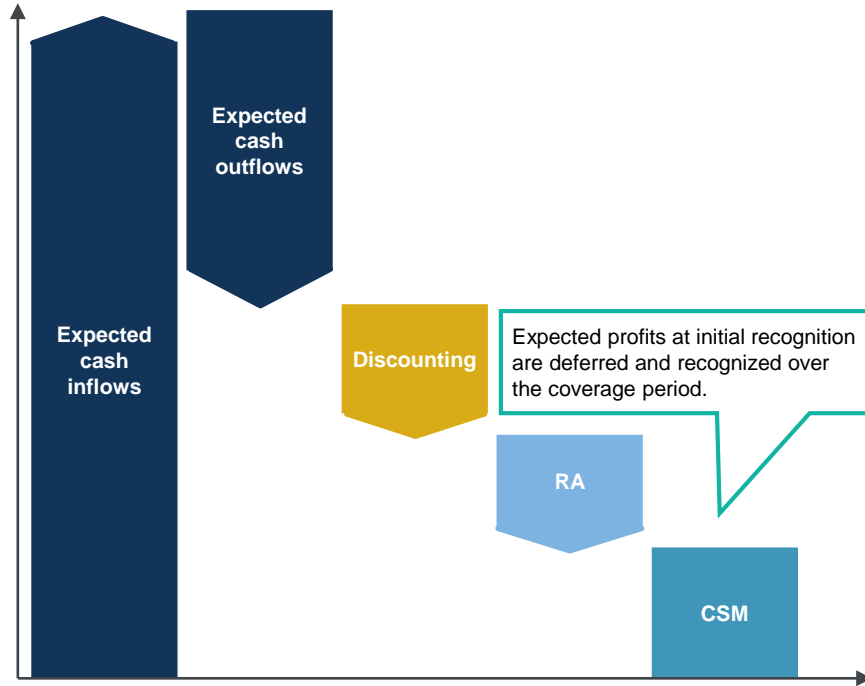 Expected
cash
outflows
Expected
cash
inflows
Discounting
Expected profits at initial recognition
are deferred and recognized over
the coverage period.
RA
CSM